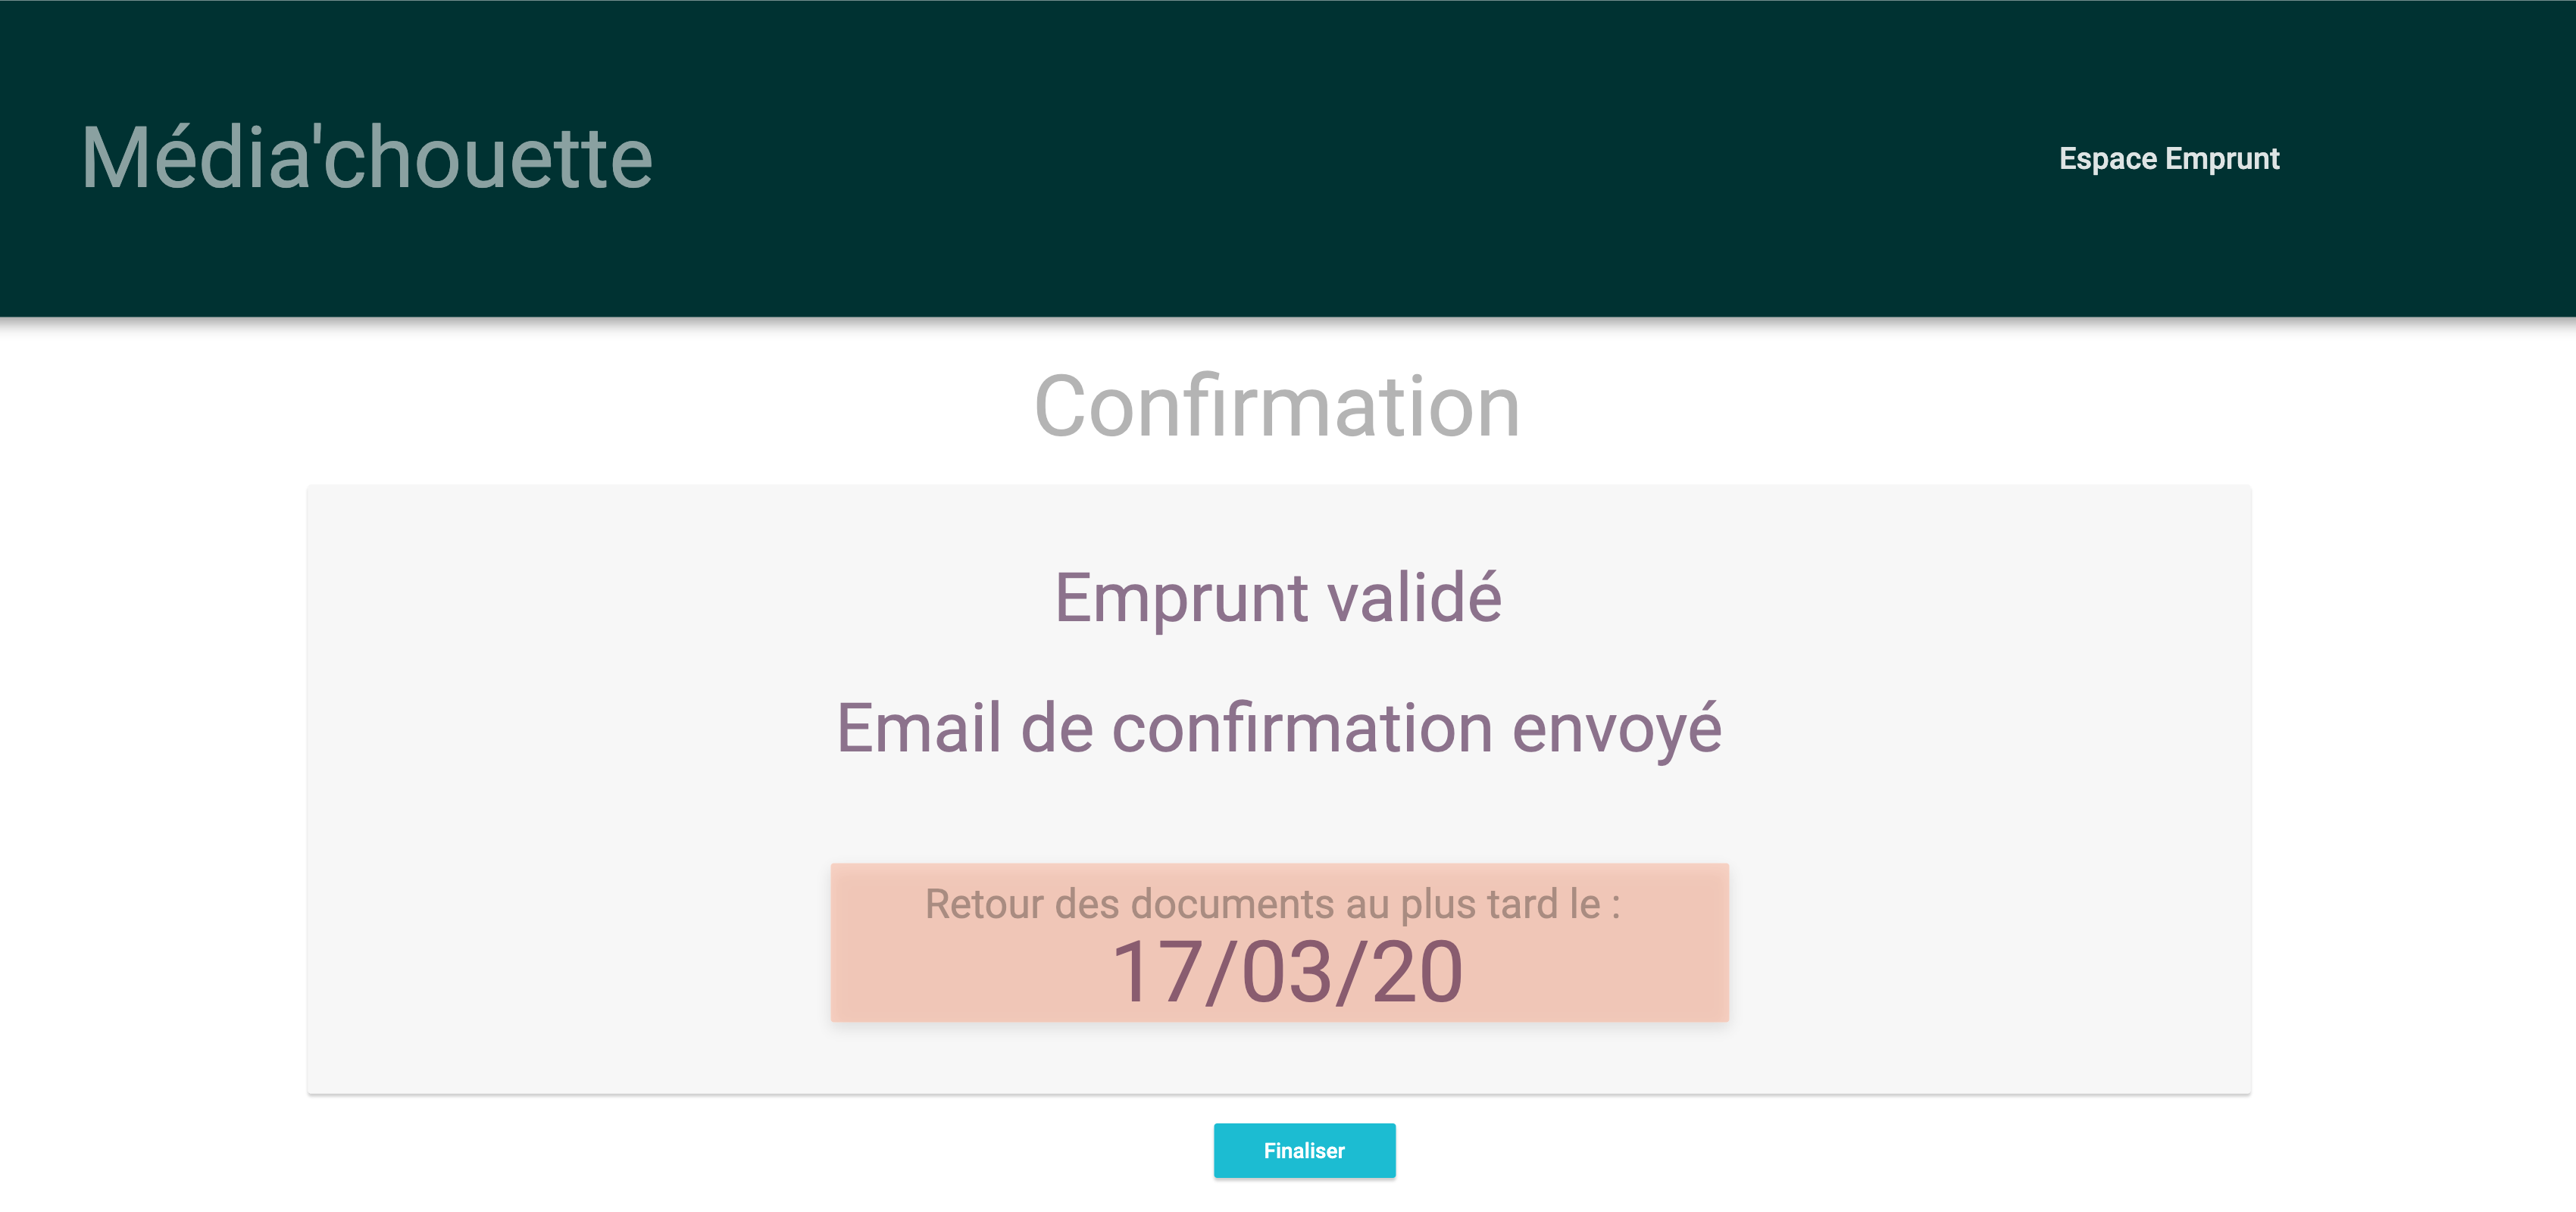 Média'chouette
Espace Emprunt
Confirmation
Emprunt validé
Email de confirmation envoyé
Retour des documents au plus tard le :
17/03/20
Finaliser